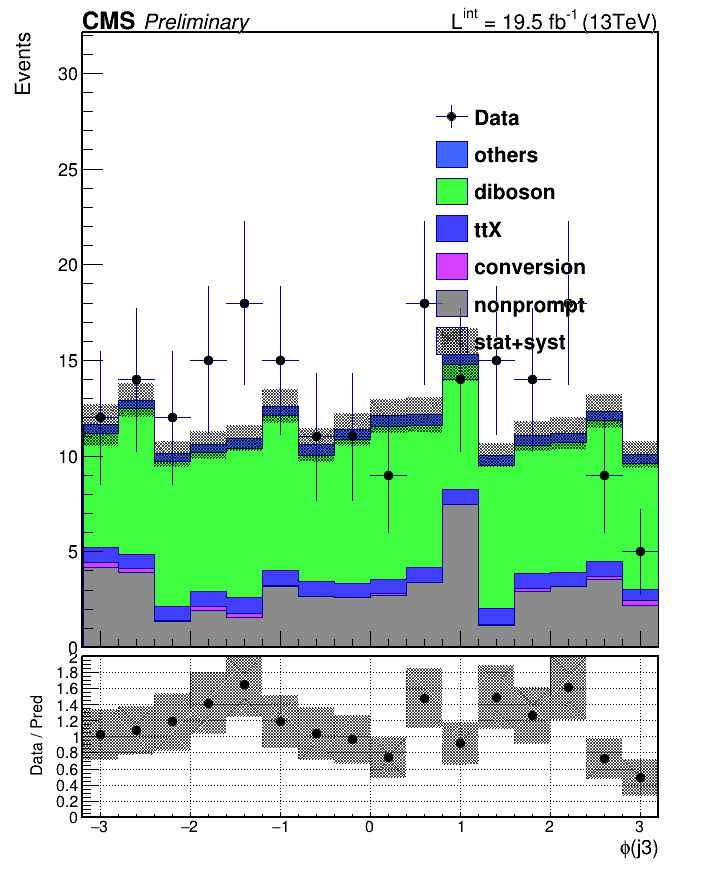 CMS Preliminary L^int = 19.5 fb^-1 (13TeV)
Events
30
25
20
15
10
5
0
Data
others
diboson
ttX
conversion
nonprompt
stat+syst
Data / Pred
2
1.8
1.6
1.4
1.2
1
0.8
0.6
0.4
0.2
0
−3 −2 −1 0 1 2 3
ϕ(j3)